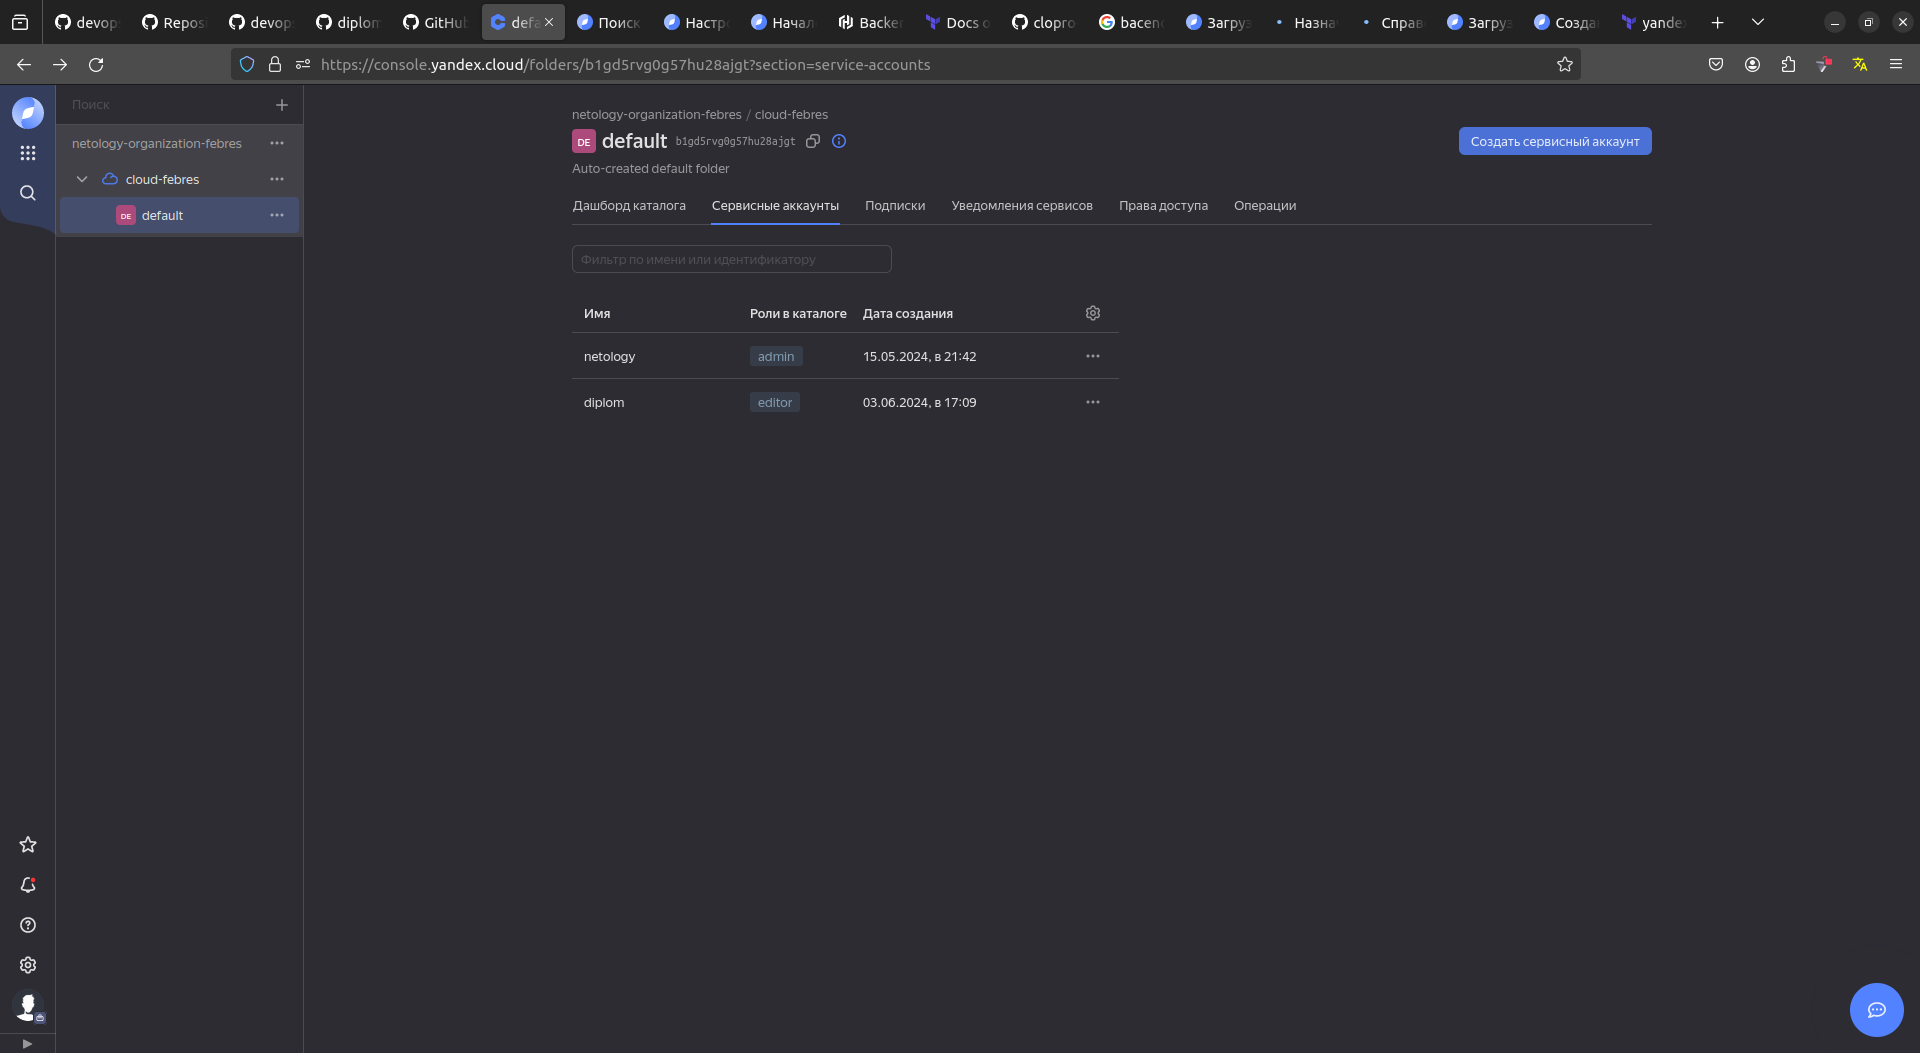 devop
Repos
devop
diplom
GitHub
defa
Поиск
Настр
Начал
Backe
Docs o
clopro
bacen
Загруз
Назна
Справ
Загруз
Созда
yande
https://console.yandex.cloud/folders/b1gd5rvg0g57hu28ajgt?section=service-accounts
Поиск
netology-organization-febres
cloud-febres
DE default
netology-organization-febres / cloud-febres
DE default b1gd5rvg0g57hu28ajgt
Создать сервисный аккаунт
Auto-created default folder
Дашборд каталога Сервисные аккаунты Подписки Уведомления сервисов Права доступа Операции
Фильтр по имени или идентификатору
Имя Роли в каталоге Дата создания
netology admin 15.05.2024, в 21:42
diplom editor 03.06.2024, в 17:09